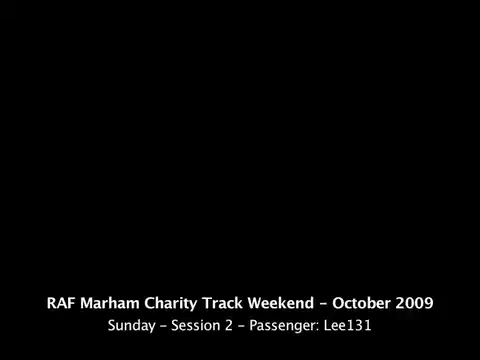 RAF Marham Charity Track Weekend - October 2009
Sunday - Session 2 - Passenger: Lee131